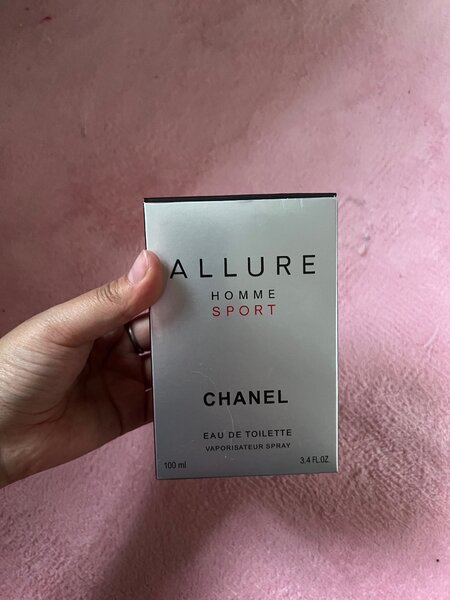 ALLURE
HOMME
SPORT
CHANEL
EAU DE TOILETTE
VAPORISATEUR SPRAY
100 ml 3.4 FL.OZ